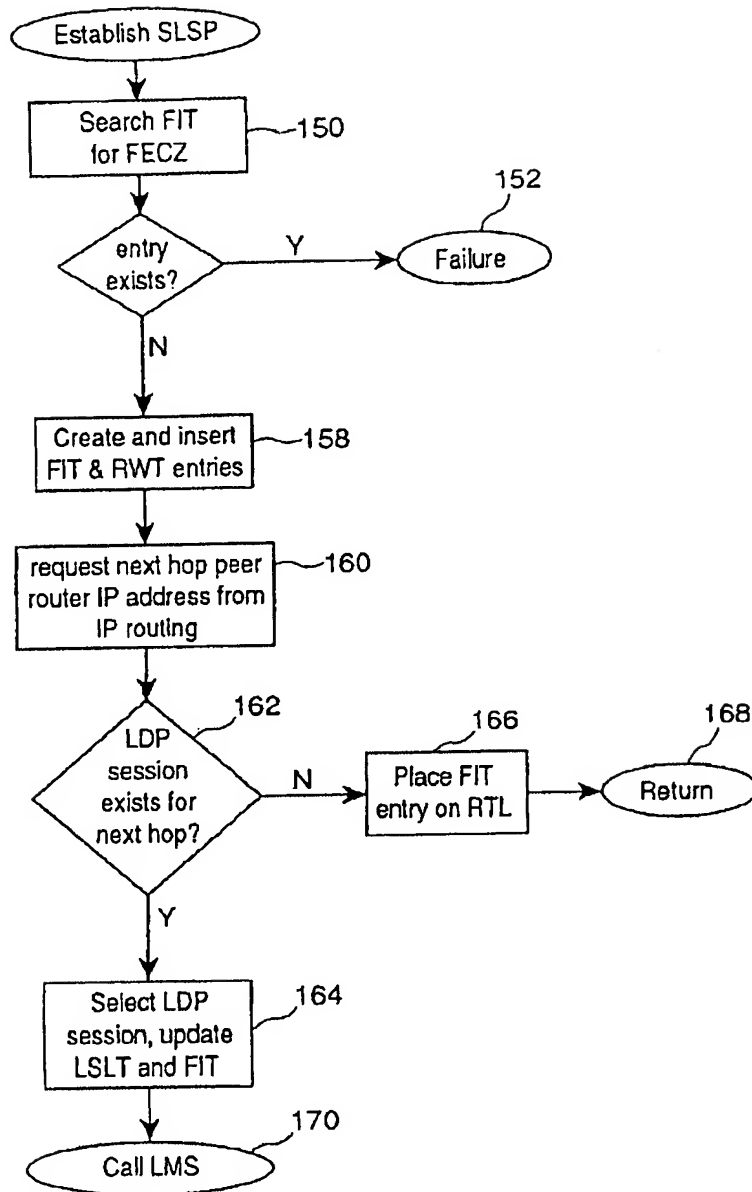 Establish SLSP
Search FIT
for FECZ
150
entry
exists?
Y
152
Failure
N
Create and insert
FIT & RWT entries
158
request next hop peer
router IP address from
IP routing
160
162
LDP
session
exists for
next hop?
N
166
Place FIT
entry on RTL
168
Return
Y
Select LDP
session, update
LSLT and FIT
164
170
Call LMS